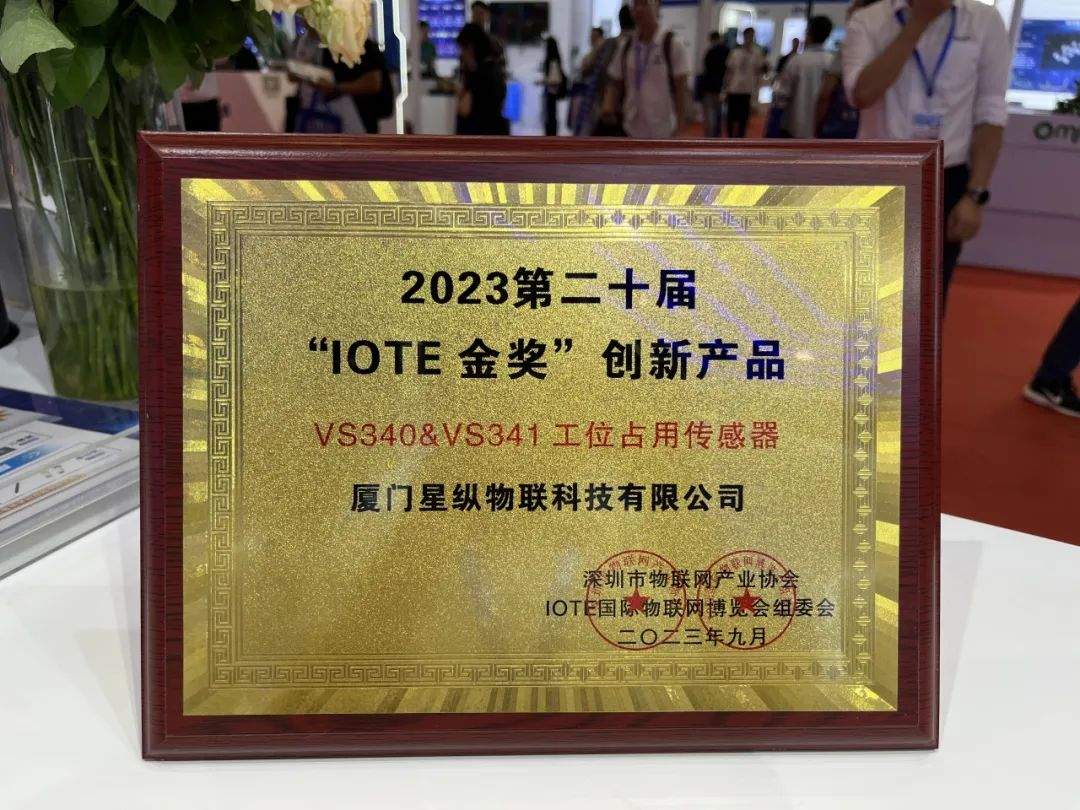 2023第二十届
“IOTE 金奖”创新产品
VS340&VS341 工位占用传感器
厦门星纵物联科技有限公司
深圳市物联网产业协会
IOTE国际物联网博览会组委会
二〇二三年九月